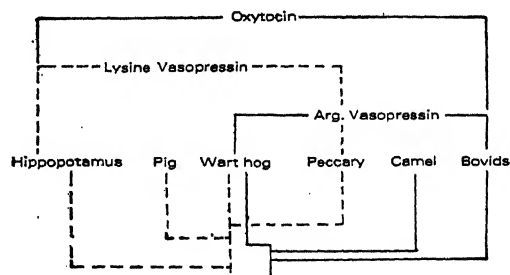 Oxytocin
Lysine Vasopressin
Arg. Vasopressin
Hippopotamus Pig Wart hog Peccary Camel Bovids